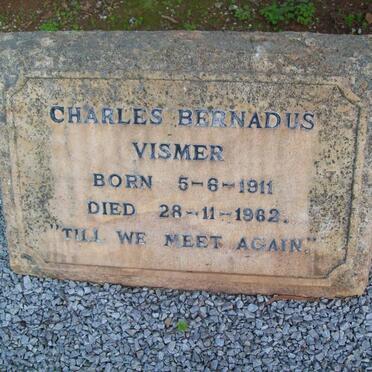 CHARLES BERNADUS
VISMER
BORN 5-6-1911
DIED 28-11-1962.
"TILL WE MEET AGAIN."